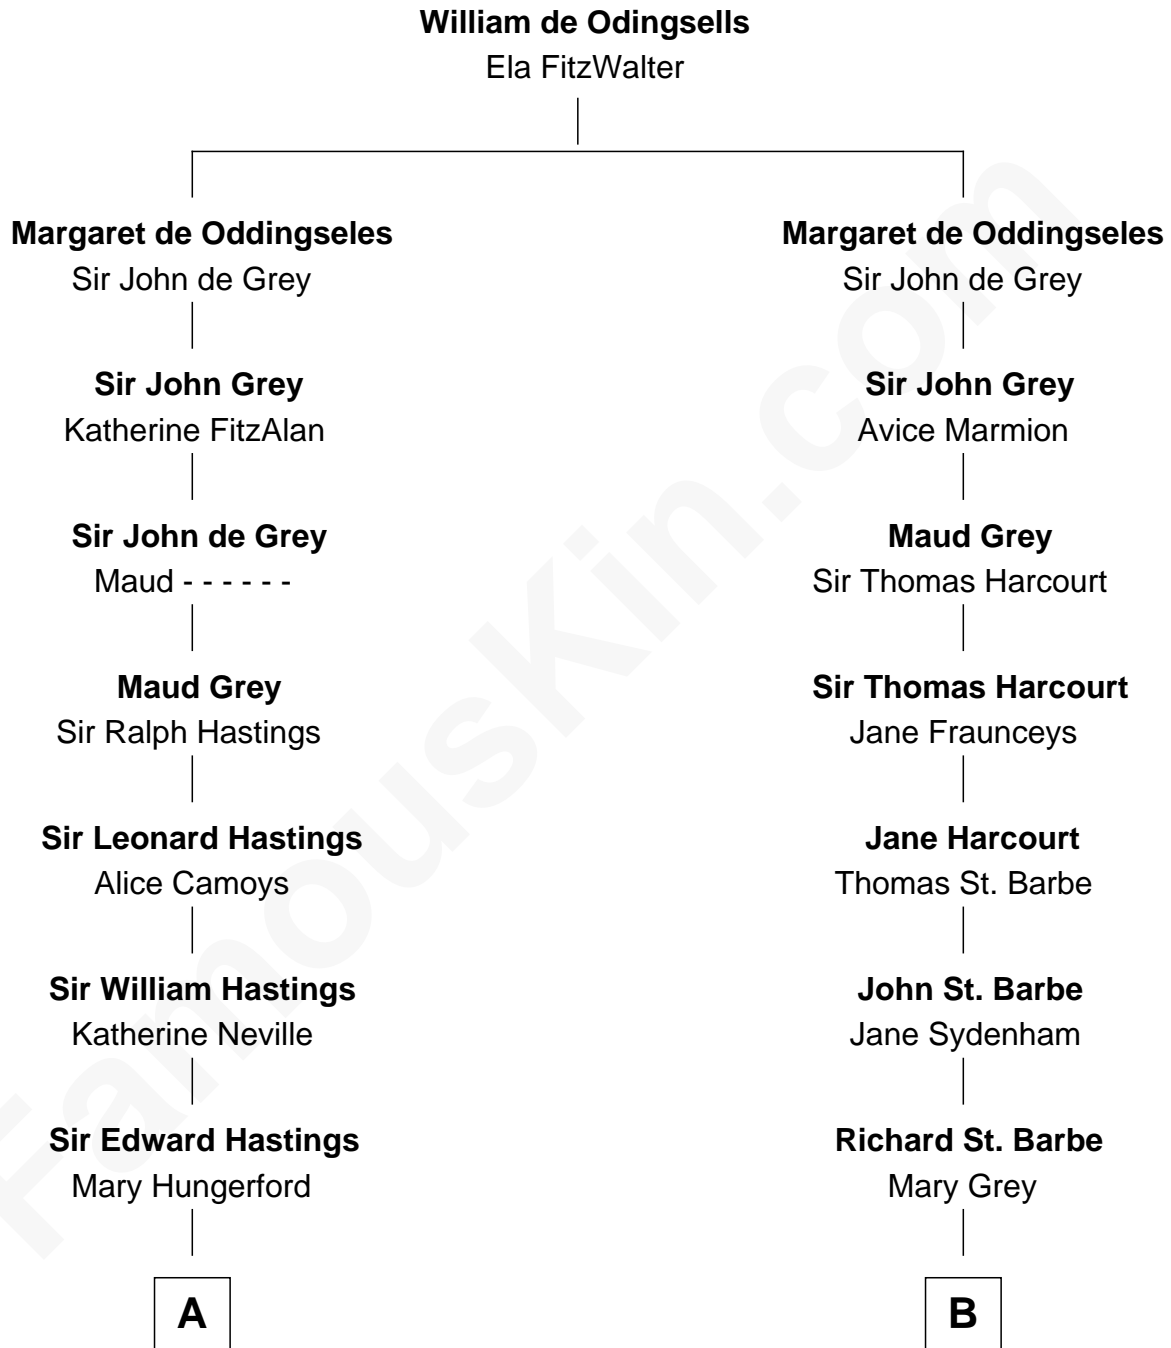 William de Odingsells
Ela FitzWalter
Margaret de Oddingseles
Sir John de Grey
Sir John Grey
Katherine FitzAlan
Sir John de Grey
Maud - - - - - -
Maud Grey
Sir Ralph Hastings
Sir Leonard Hastings
Alice Camoys
Sir William Hastings
Katherine Neville
Sir Edward Hastings
Mary Hungerford
A
Margaret de Oddingseles
Sir John de Grey
Sir John Grey
Avice Marmion
Maud Grey
Sir Thomas Harcourt
Sir Thomas Harcourt
Jane Fraunceys
Jane Harcourt
Thomas St. Barbe
John St. Barbe
Jane Sydenham
Richard St. Barbe
Mary Grey
B
FamousKin.com